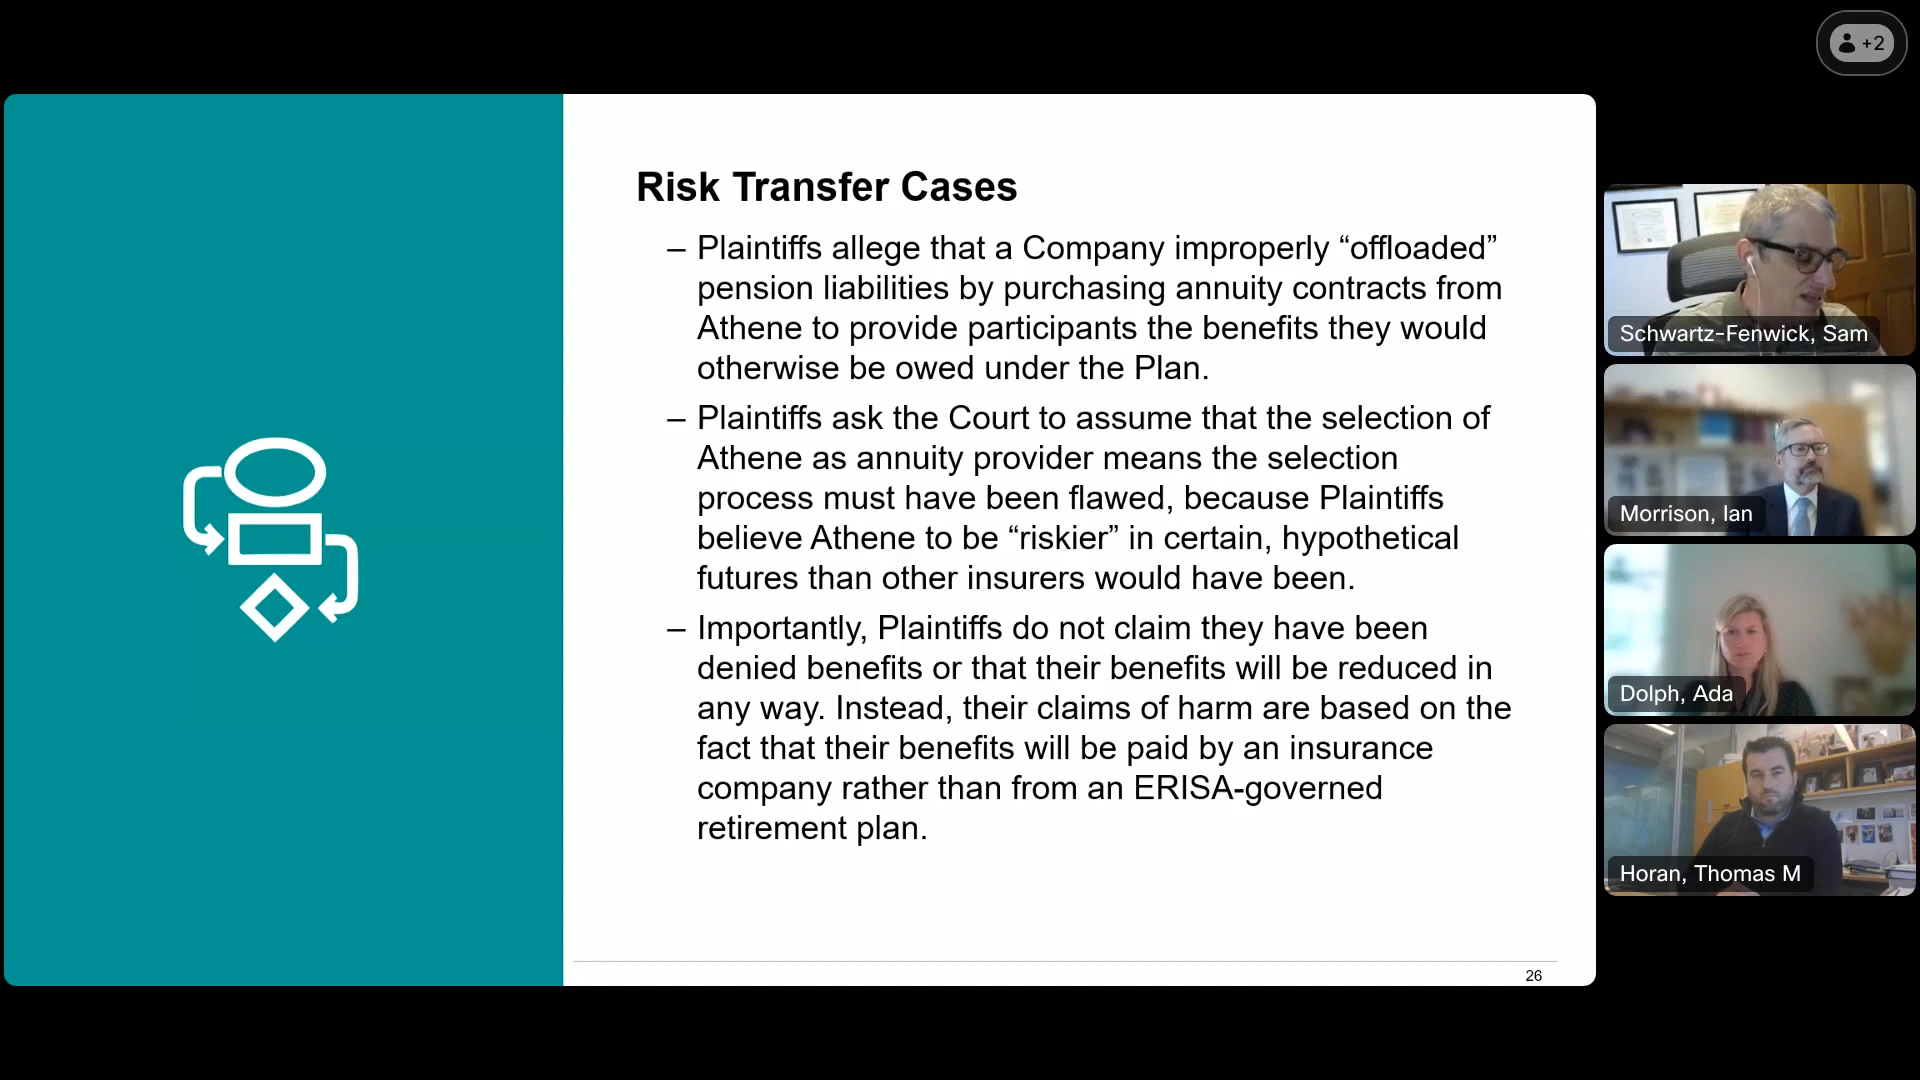 +2
Risk Transfer Cases
– Plaintiffs allege that a Company improperly “offloaded”
pension liabilities by purchasing annuity contracts from
Athene to provide participants the benefits they would
otherwise be owed under the Plan.
– Plaintiffs ask the Court to assume that the selection of
Athene as annuity provider means the selection
process must have been flawed, because Plaintiffs
believe Athene to be “riskier” in certain, hypothetical
futures than other insurers would have been.
– Importantly, Plaintiffs do not claim they have been
denied benefits or that their benefits will be reduced in
any way. Instead, their claims of harm are based on the
fact that their benefits will be paid by an insurance
company rather than from an ERISA-governed
retirement plan.
26
Schwartz-Fenwick, Sam
Morrison, Ian
Dolph, Ada
Horan, Thomas M